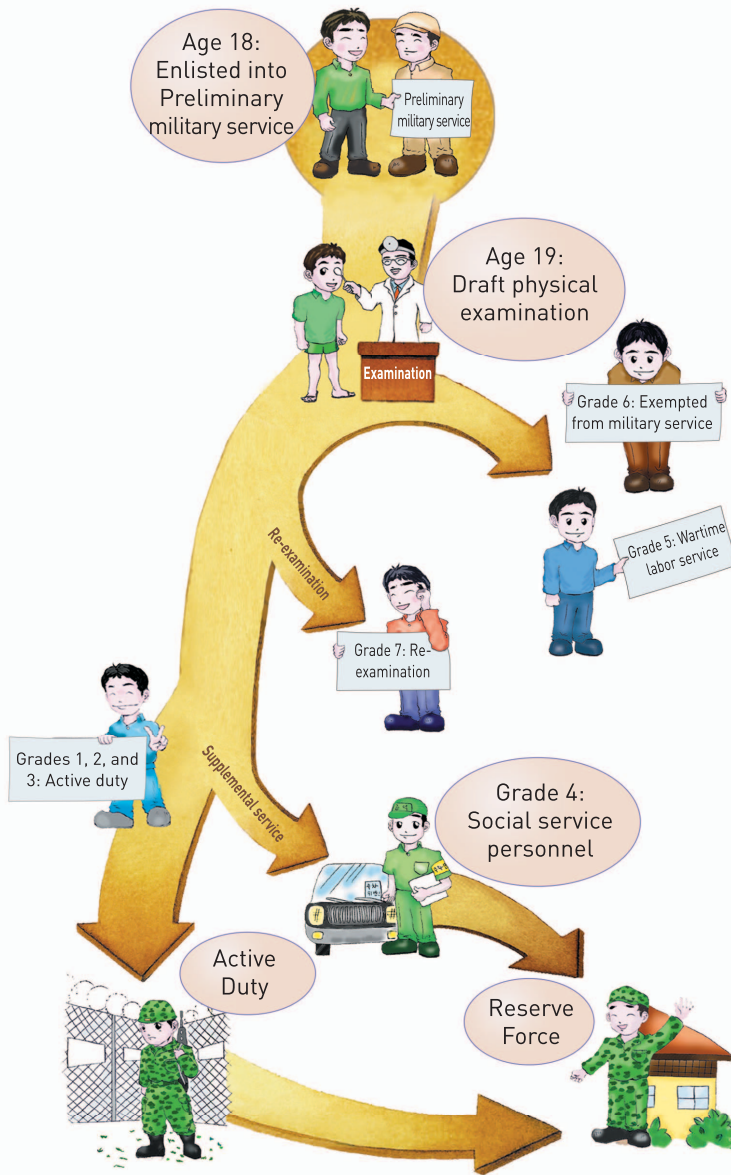 Age 18:
Enlisted into
Preliminary
military service
Preliminary
military service
Age 19:
Draft physical
examination
Examination
Grade 6: Exempted
from military service
Grade 5: Wartime
labor service
Re-examination
Grade 7: Re-
examination
Grades 1, 2, and
3: Active duty
Supplemental service
Grade 4:
Social service
personnel
Active
Duty
Reserve
Force